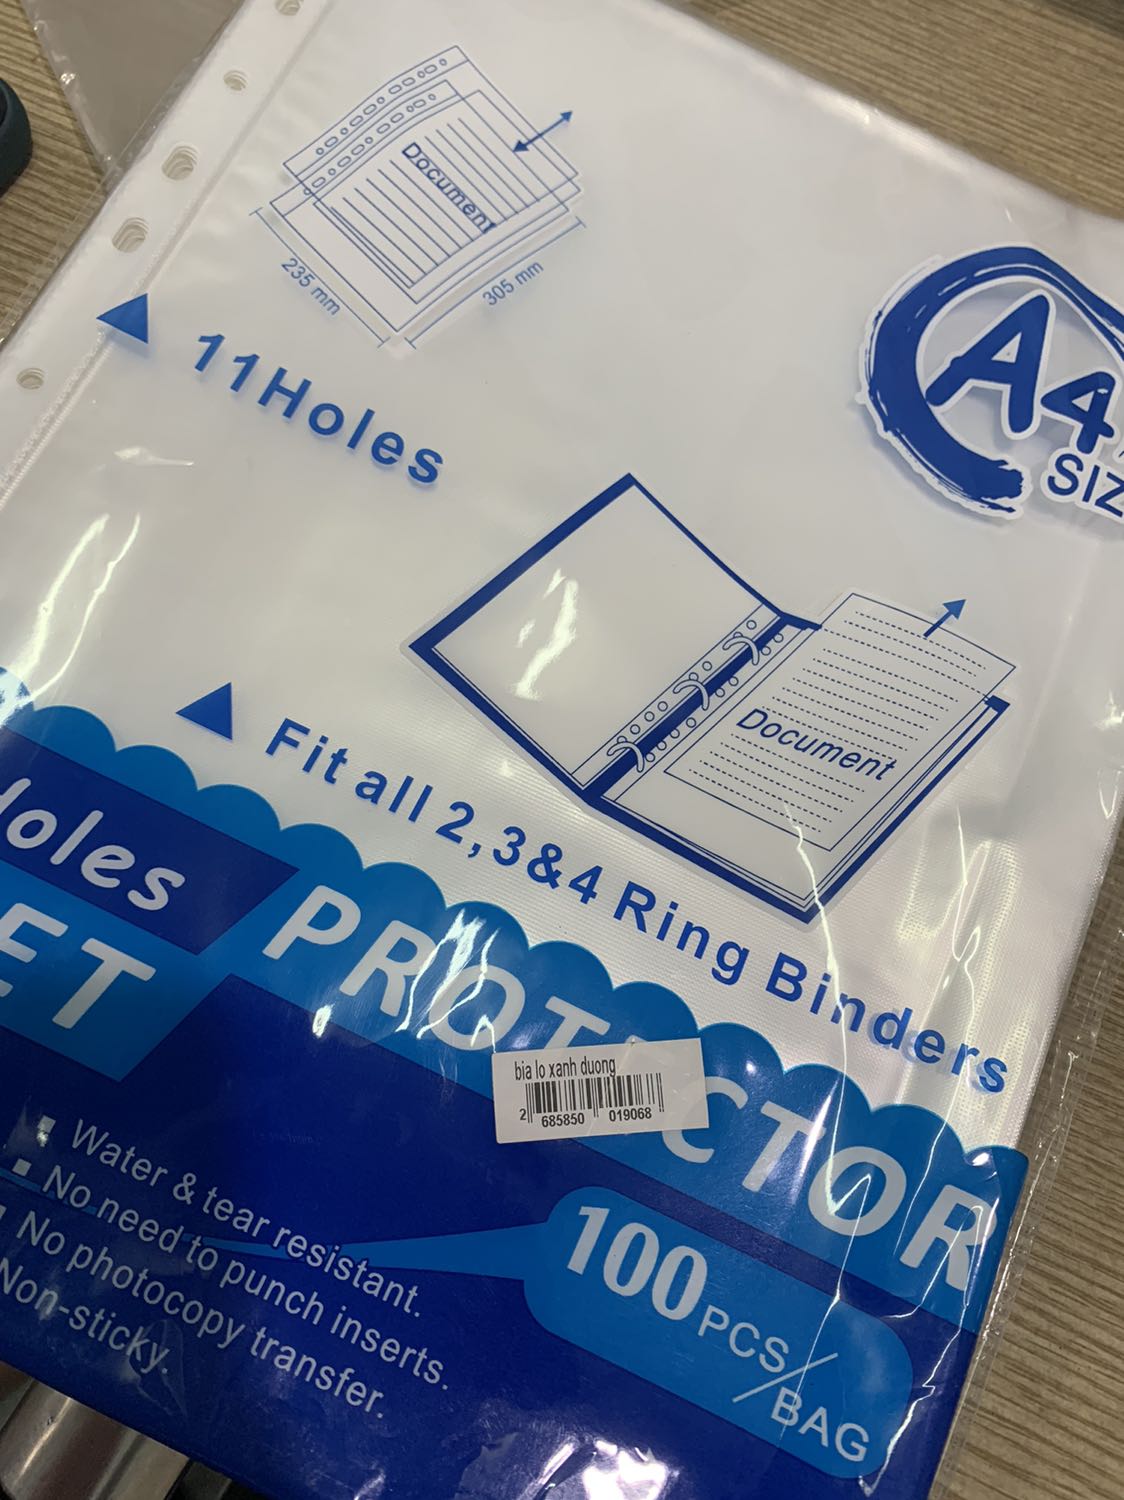 Document
235 mm
305 mm
11Holes
A4
SIZ
Document
Fit all 2,3&4 Ring Binders
Holes
ET PROTECTOR
bia lo xanh duong
2 685850 019068
Water & tear resistant.
No need to punch inserts.
No photocopy transfer.
Non-sticky.
100 PCS/BAG